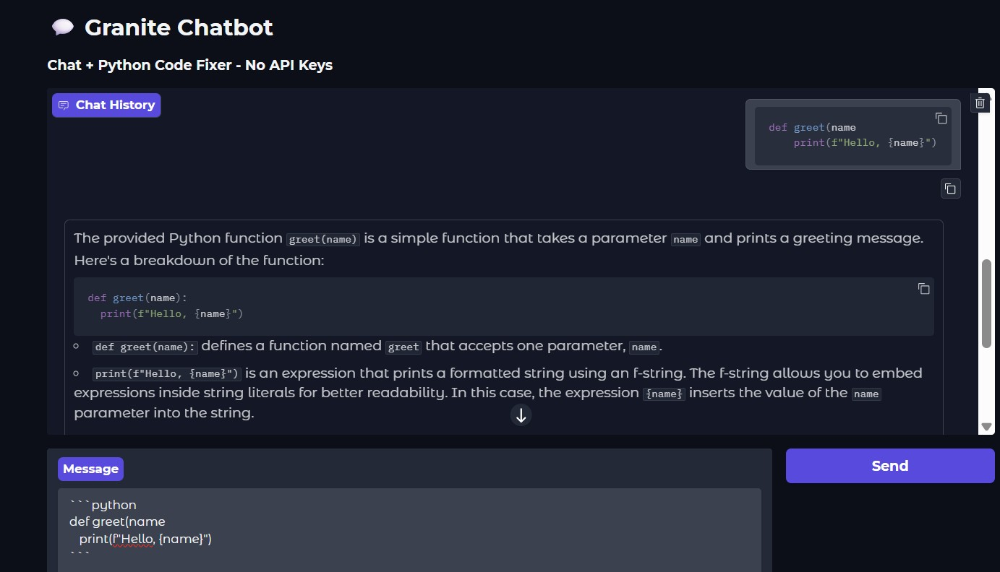 Granite Chatbot
Chat + Python Code Fixer - No API Keys
Chat History
def greet(name
    print(f"Hello, {name}")
The provided Python function greet(name) is a simple function that takes a parameter name and prints a greeting message.
Here's a breakdown of the function:
def greet(name):
  print(f"Hello, {name}")
def greet(name): defines a function named greet that accepts one parameter, name.
print(f"Hello, {name}") is an expression that prints a formatted string using an f-string. The f-string allows you to embed
expressions inside string literals for better readability. In this case, the expression {name} inserts the value of the name
parameter into the string.
Message
Send
```python
def greet(name
   print(f"Hello, {name}")
```